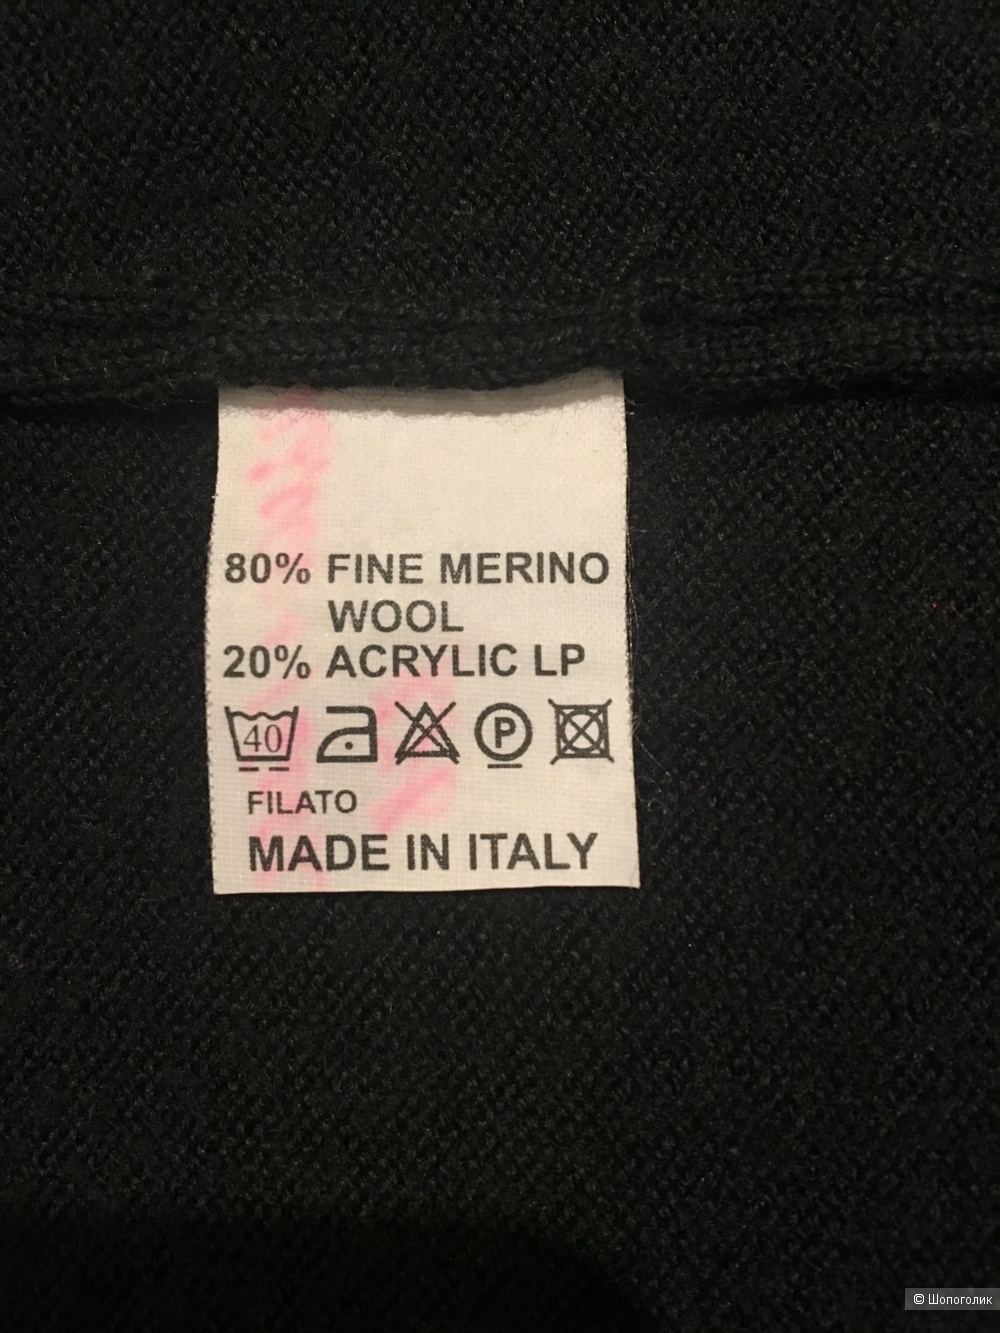 80% FINE MERINO
WOOL
20% ACRYLIC LP
40 P
FILATO
MADE IN ITALY
© Шопоголик